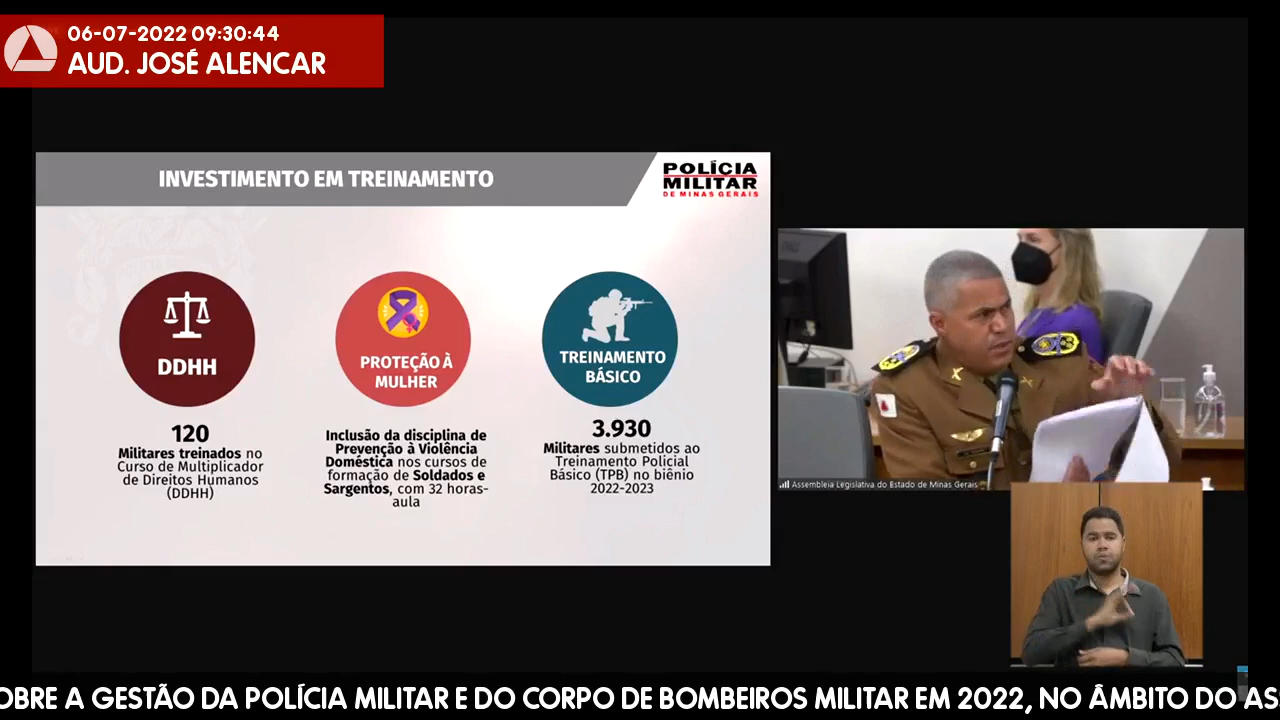 06-07-2022 09:30:44
AUD. JOSÉ ALENCAR
INVESTIMENTO EM TREINAMENTO
POLÍCIA
MILITAR
DE MINAS GERAIS
DDHH
120
Militares treinados no
Curso de Multiplicador
de Direitos Humanos
(DDHH)
PROTEÇÃO À
MULHER
Inclusão da disciplina de
Prevenção à Violência
Doméstica nos cursos de
formação de Soldados e
Sargentos, com 32 horas-
aula
TREINAMENTO
BÁSICO
3.930
Militares submetidos ao
Treinamento Policial
Básico (TPB) no biênio
2022-2023
Assembleia Legislativa do Estado de Minas Gerais
OBRE A GESTÃO DA POLÍCIA MILITAR E DO CORPO DE BOMBEIROS MILITAR EM 2022, NO ÂMBITO DO AS